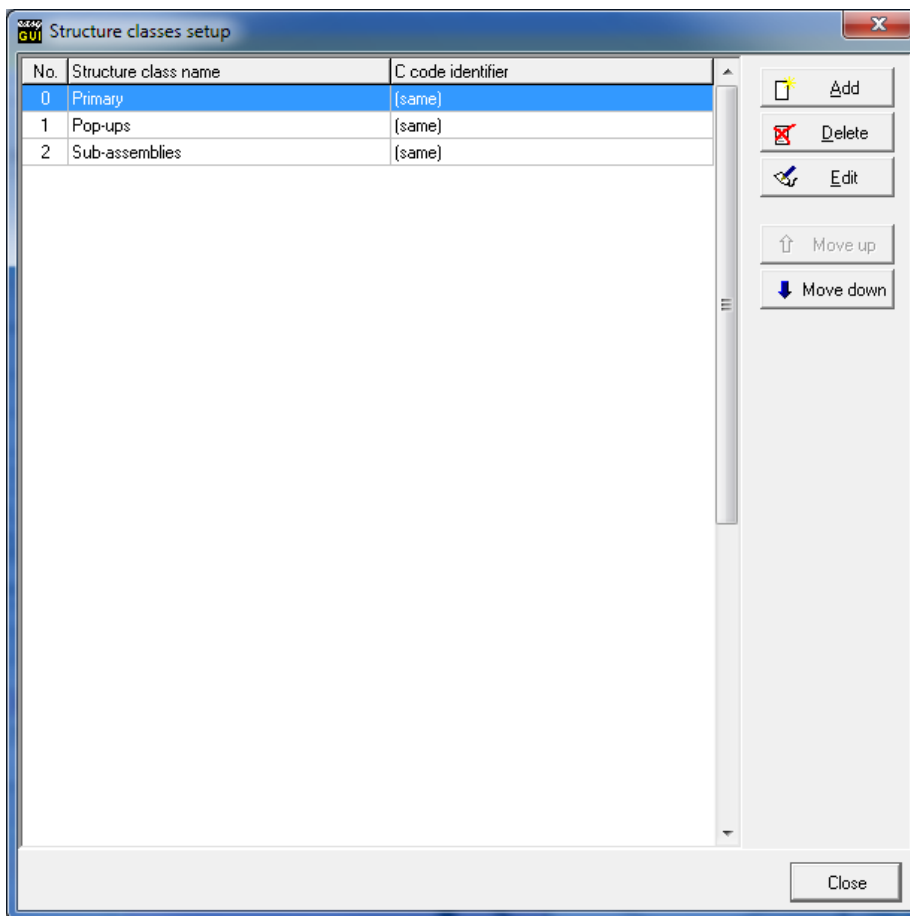 GUI Structure classes setup
No. Structure class name C code identifier
0 Primary (same)
1 Pop-ups (same)
2 Sub-assemblies (same)
Add
Delete
Edit
Move up
Move down
Close